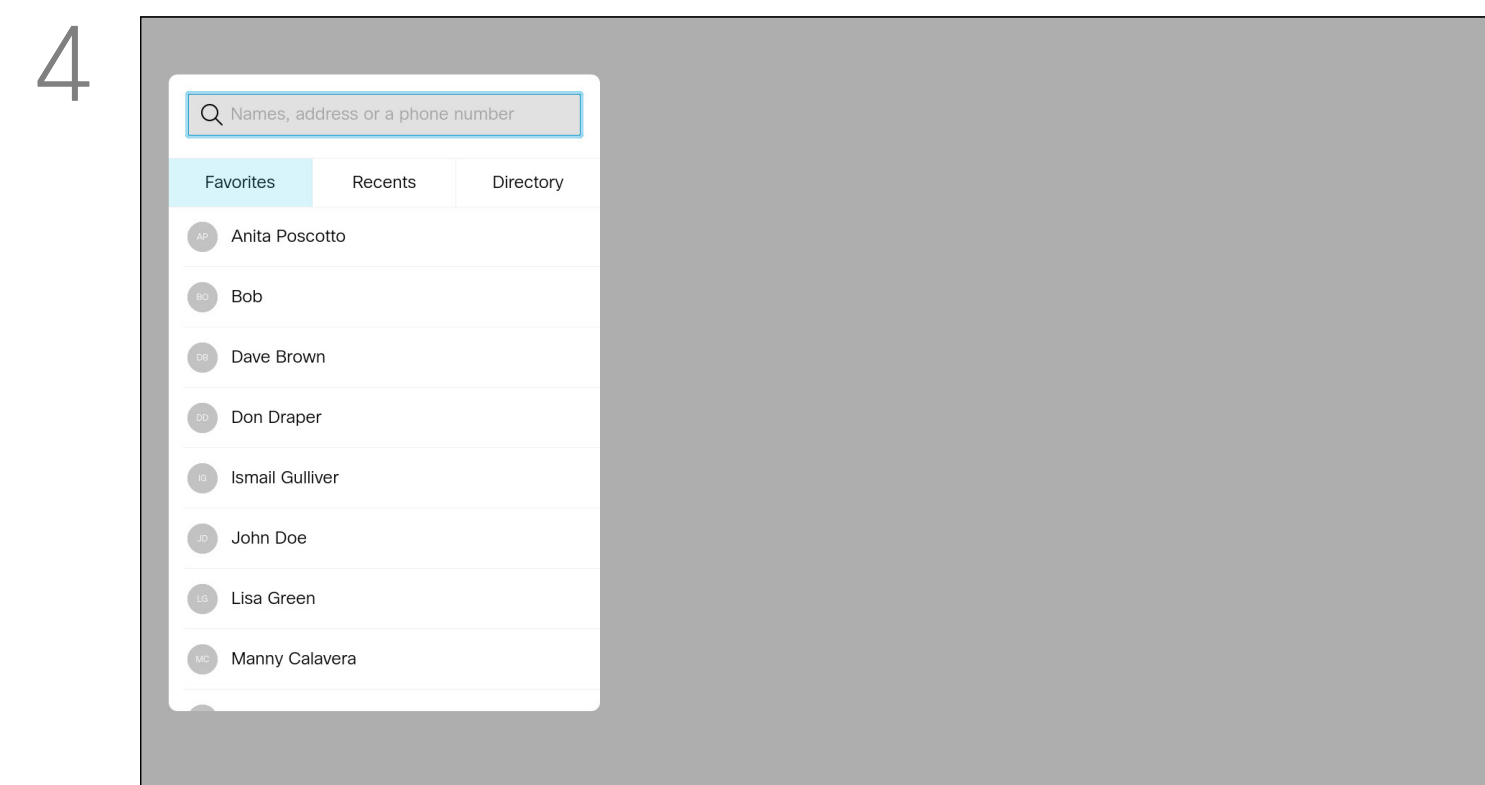 4
Names, address or a phone number
Favorites Recents Directory
AP Anita Poscotto
BO Bob
DB Dave Brown
DD Don Draper
IG Ismail Gulliver
JD John Doe
LG Lisa Green
MC Manny Calavera